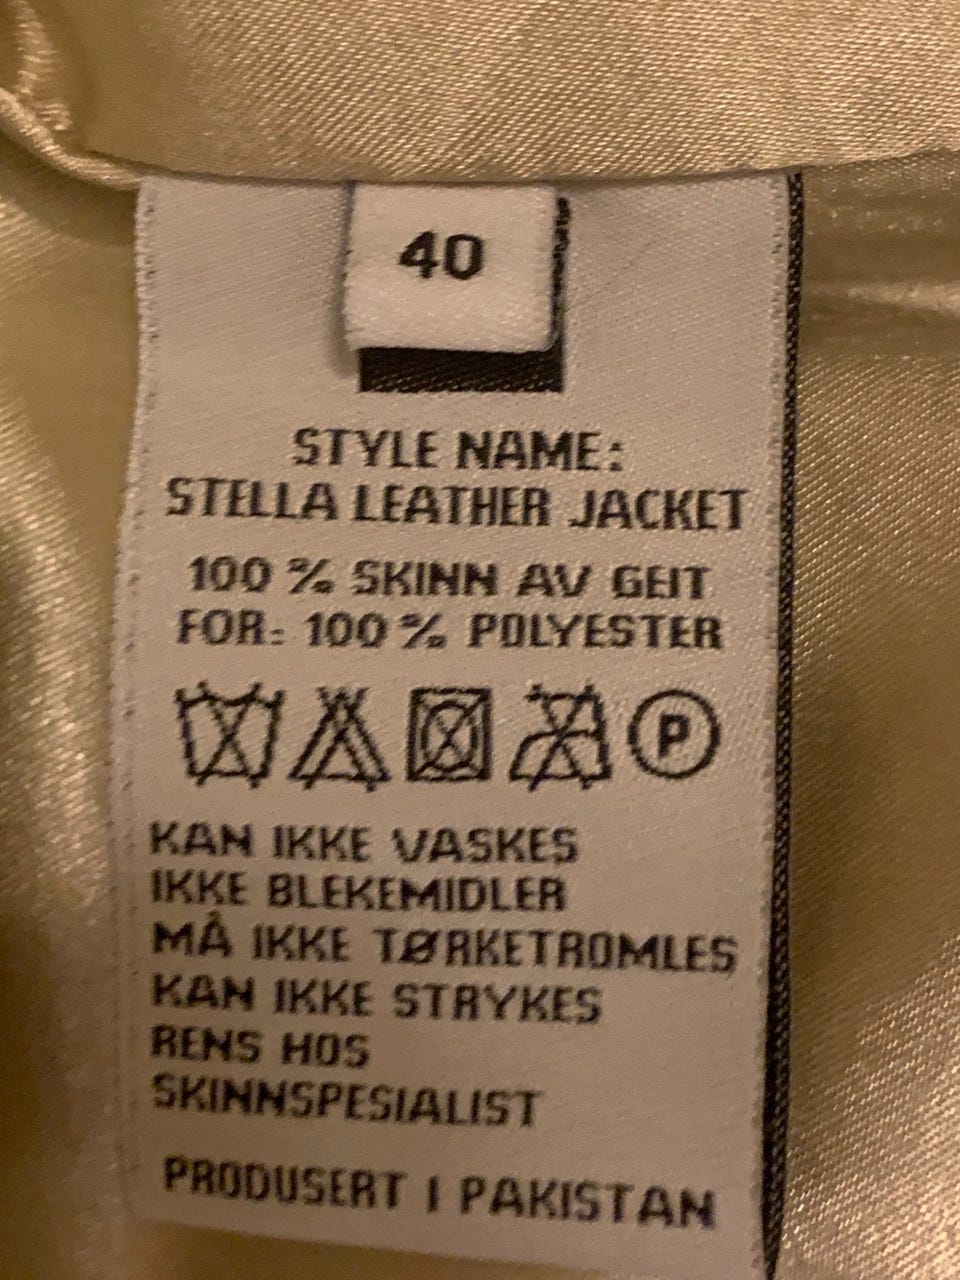 40
STYLE NAME:
STELLA LEATHER JACKET
100 % SKINN AV GEIT
FOR: 100 % POLYESTER
P
KAN IKKE VASKES
IKKE BLEKEMIDLER
MÅ IKKE TØRKETROMLES
KAN IKKE STRYKES
RENS HOS
SKINNSPESIALIST
PRODUSERT I PAKISTAN